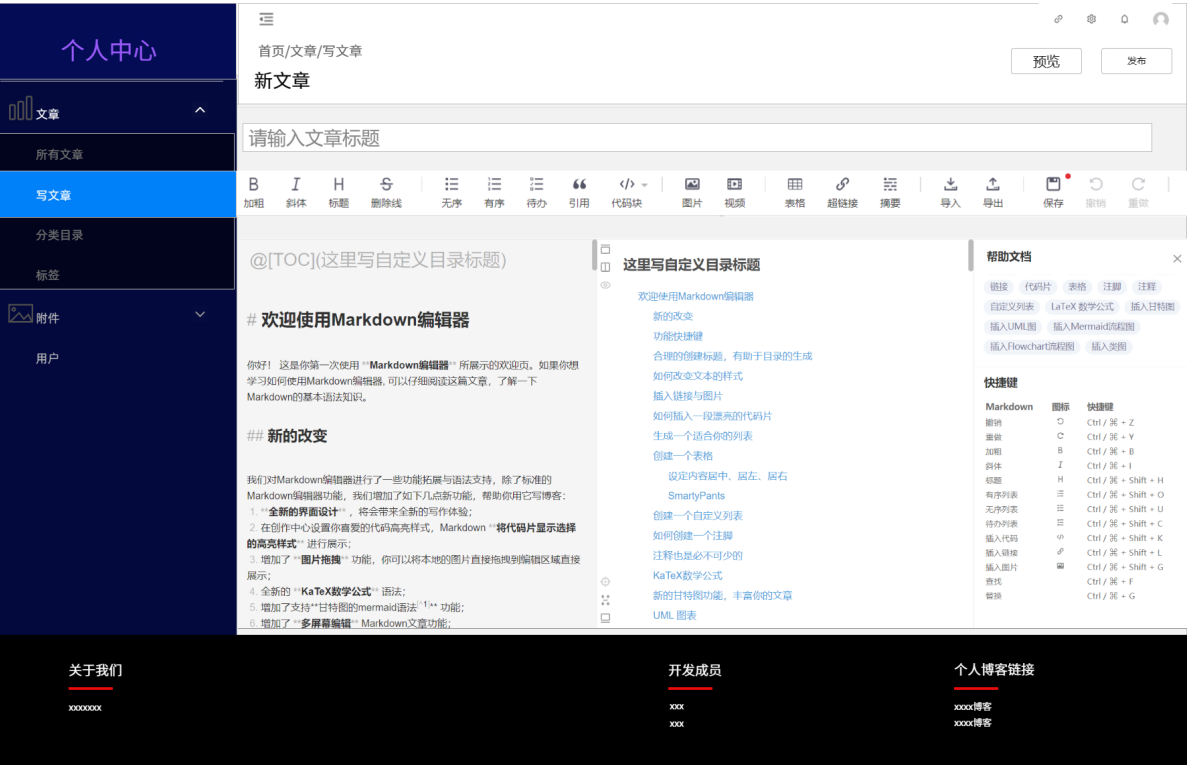 个人中心
文章
所有文章
写文章
分类目录
标签
附件
用户
首页/文章/写文章
新文章
预览
发布
请输入文章标题
B I H S </>
加粗 斜体 标题 删除线 无序 有序 待办 引用 代码块 图片 视频 表格 超链接 摘要 导入 导出 保存 撤销 重做
@[TOC](这里写自定义目录标题)
# 欢迎使用Markdown编辑器
你好！ 这是你第一次使用 **Markdown编辑器** 所展示的欢迎页。如果你想
学习如何使用Markdown编辑器, 可以仔细阅读这篇文章，了解一下
Markdown的基本语法知识。
## 新的改变
我们对Markdown编辑器进行了一些功能拓展与语法支持，除了标准的
Markdown编辑器功能，我们增加了如下几点新功能，帮助你用它写博客：
1. **全新的界面设计** ，将会带来全新的写作体验；
2. 在创作中心设置你喜爱的代码高亮样式，Markdown **将代码片显示选择
的高亮样式** 进行展示；
3. 增加了 **图片拖拽** 功能，你可以将本地的图片直接拖拽到编辑区域直接
展示；
4. 全新的 **KaTeX数学公式** 语法；
5. 增加了支持**甘特图的mermaid语法[^1]** 功能；
6. 增加了 **多屏幕编辑** Markdown文章功能；
这里写自定义目录标题
欢迎使用Markdown编辑器
新的改变
功能快捷键
合理的创建标题，有助于目录的生成
如何改变文本的样式
插入链接与图片
如何插入一段漂亮的代码片
生成一个适合你的列表
创建一个表格
设定内容居中、居左、居右
SmartyPants
创建一个自定义列表
如何创建一个注脚
注释也是必不可少的
KaTeX数学公式
新的甘特图功能，丰富你的文章
UML 图表
帮助文档
链接 代码片 表格 注脚 注释
自定义列表 LaTeX 数学公式 插入甘特图
插入UML图 插入Mermaid流程图
插入Flowchart流程图 插入类图
快捷键
Markdown 图标 快捷键
撤销 Ctrl / ⌘ + Z
重做 Ctrl / ⌘ + Y
加粗 B Ctrl / ⌘ + B
斜体 I Ctrl / ⌘ + I
标题 H Ctrl / ⌘ + Shift + H
有序列表 Ctrl / ⌘ + Shift + O
无序列表 Ctrl / ⌘ + Shift + U
待办列表 Ctrl / ⌘ + Shift + C
插入代码 </> Ctrl / ⌘ + Shift + K
插入链接 Ctrl / ⌘ + Shift + L
插入图片 Ctrl / ⌘ + Shift + G
查找 Ctrl / ⌘ + F
替换 Ctrl / ⌘ + G
关于我们
xxxxxxx
开发成员
xxx
xxx
个人博客链接
xxxx博客
xxxx博客